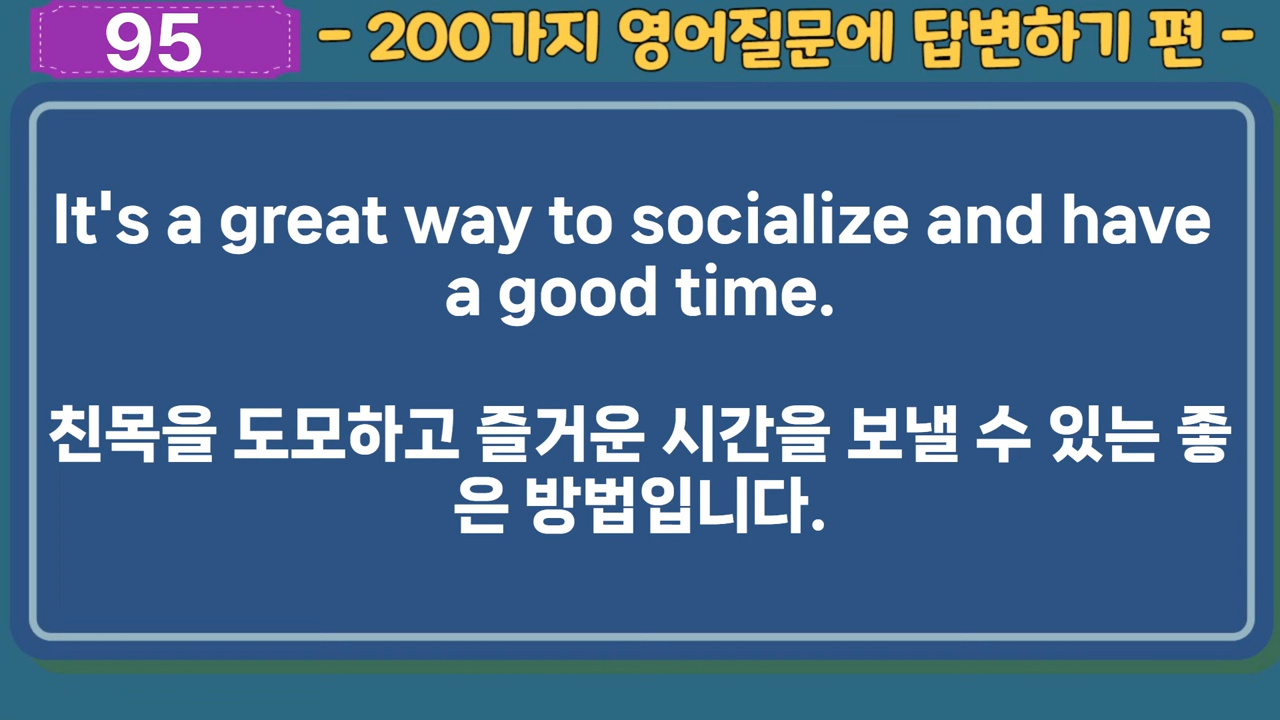 95
- 200가지 영어질문에 답변하기 편 -
It's a great way to socialize and have
a good time.
친목을 도모하고 즐거운 시간을 보낼 수 있는 좋
은 방법입니다.